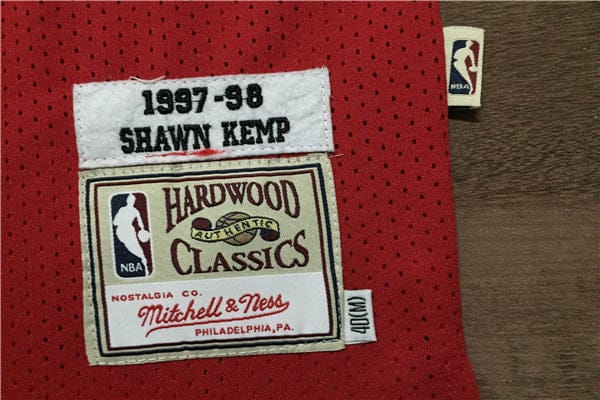 1997-98
SHAWN KEMP
NBA
HARDWOOD
AUTHENTIC
CLASSICS
NBA
NOSTALGIA CO.
Mitchell & Ness
PHILADELPHIA, PA.
40(M)